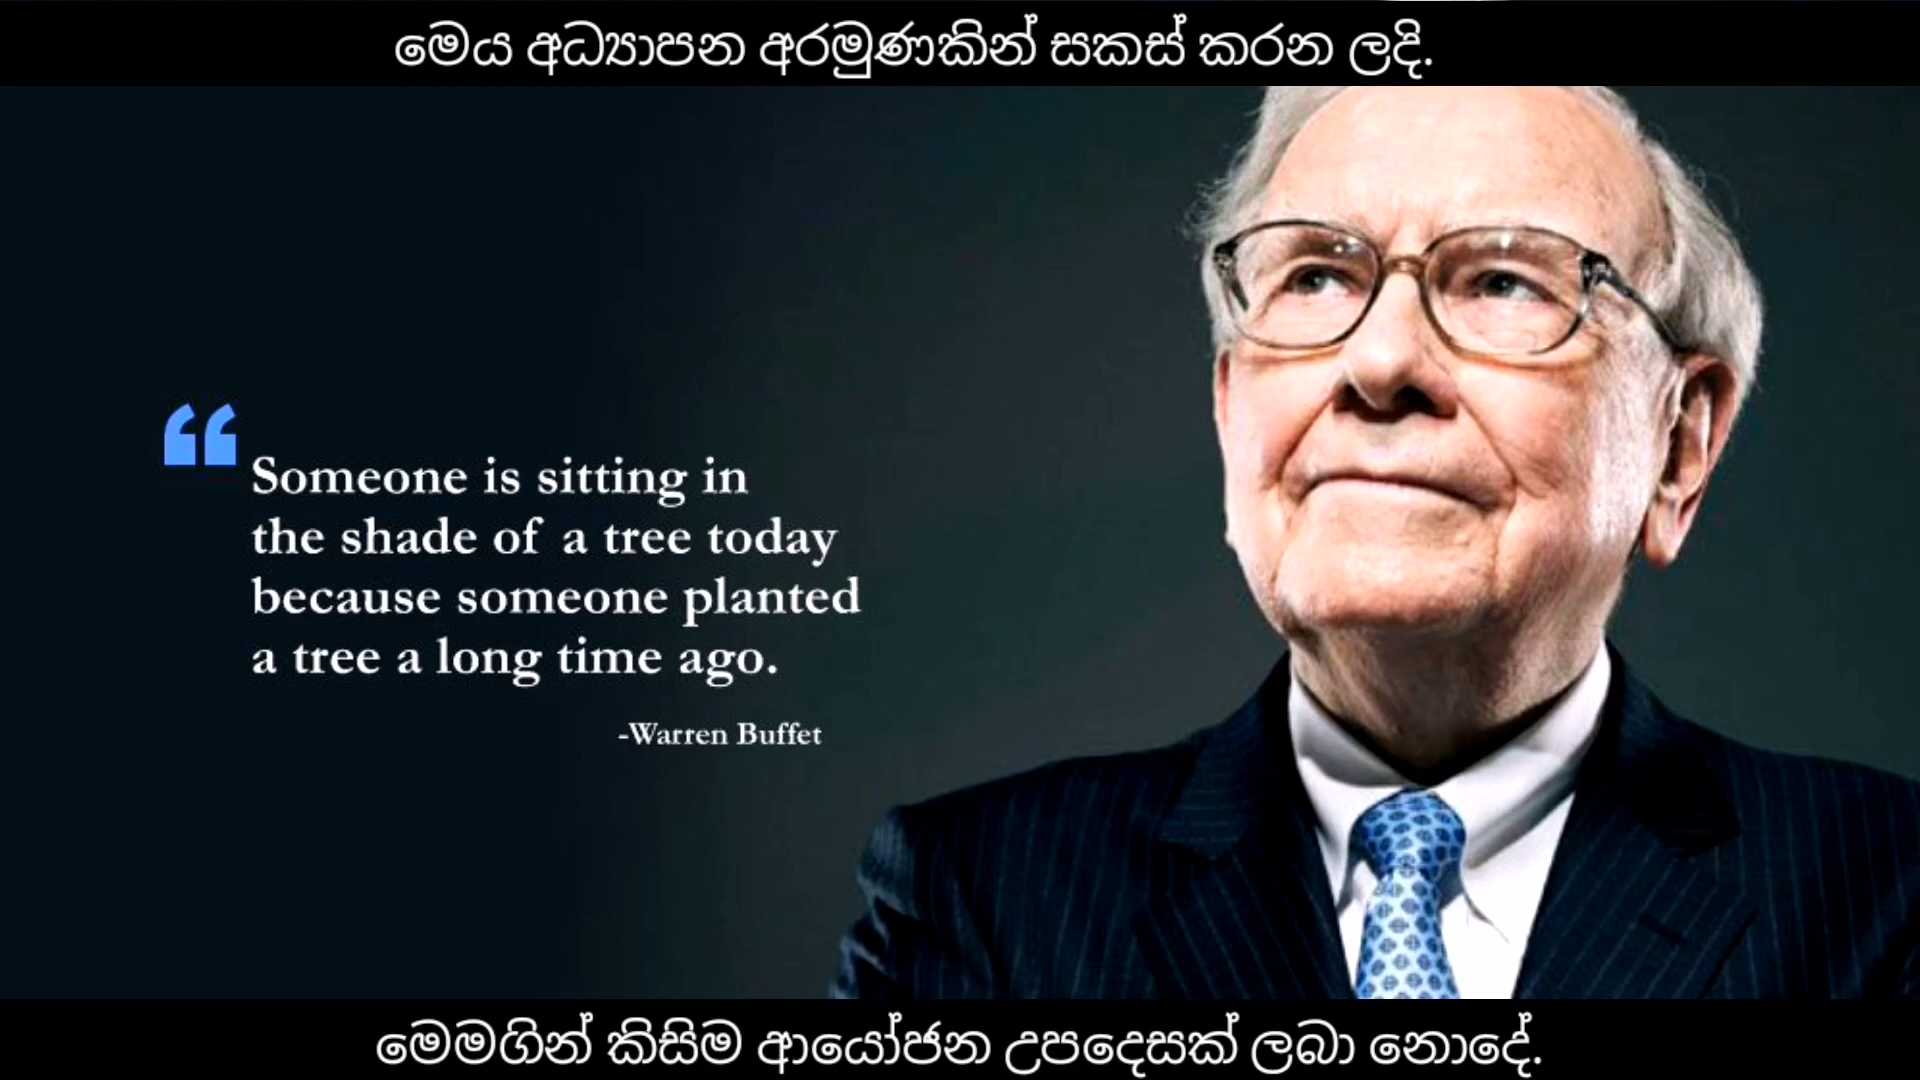 මෙය අධ්‍යාපන අරමුණකින් සකස් කරන ලදි.
“
Someone is sitting in
the shade of a tree today
because someone planted
a tree a long time ago.
-Warren Buffet
මෙමගින් කිසිම ආයෝජන උපදෙසක් ලබා නොදේ.